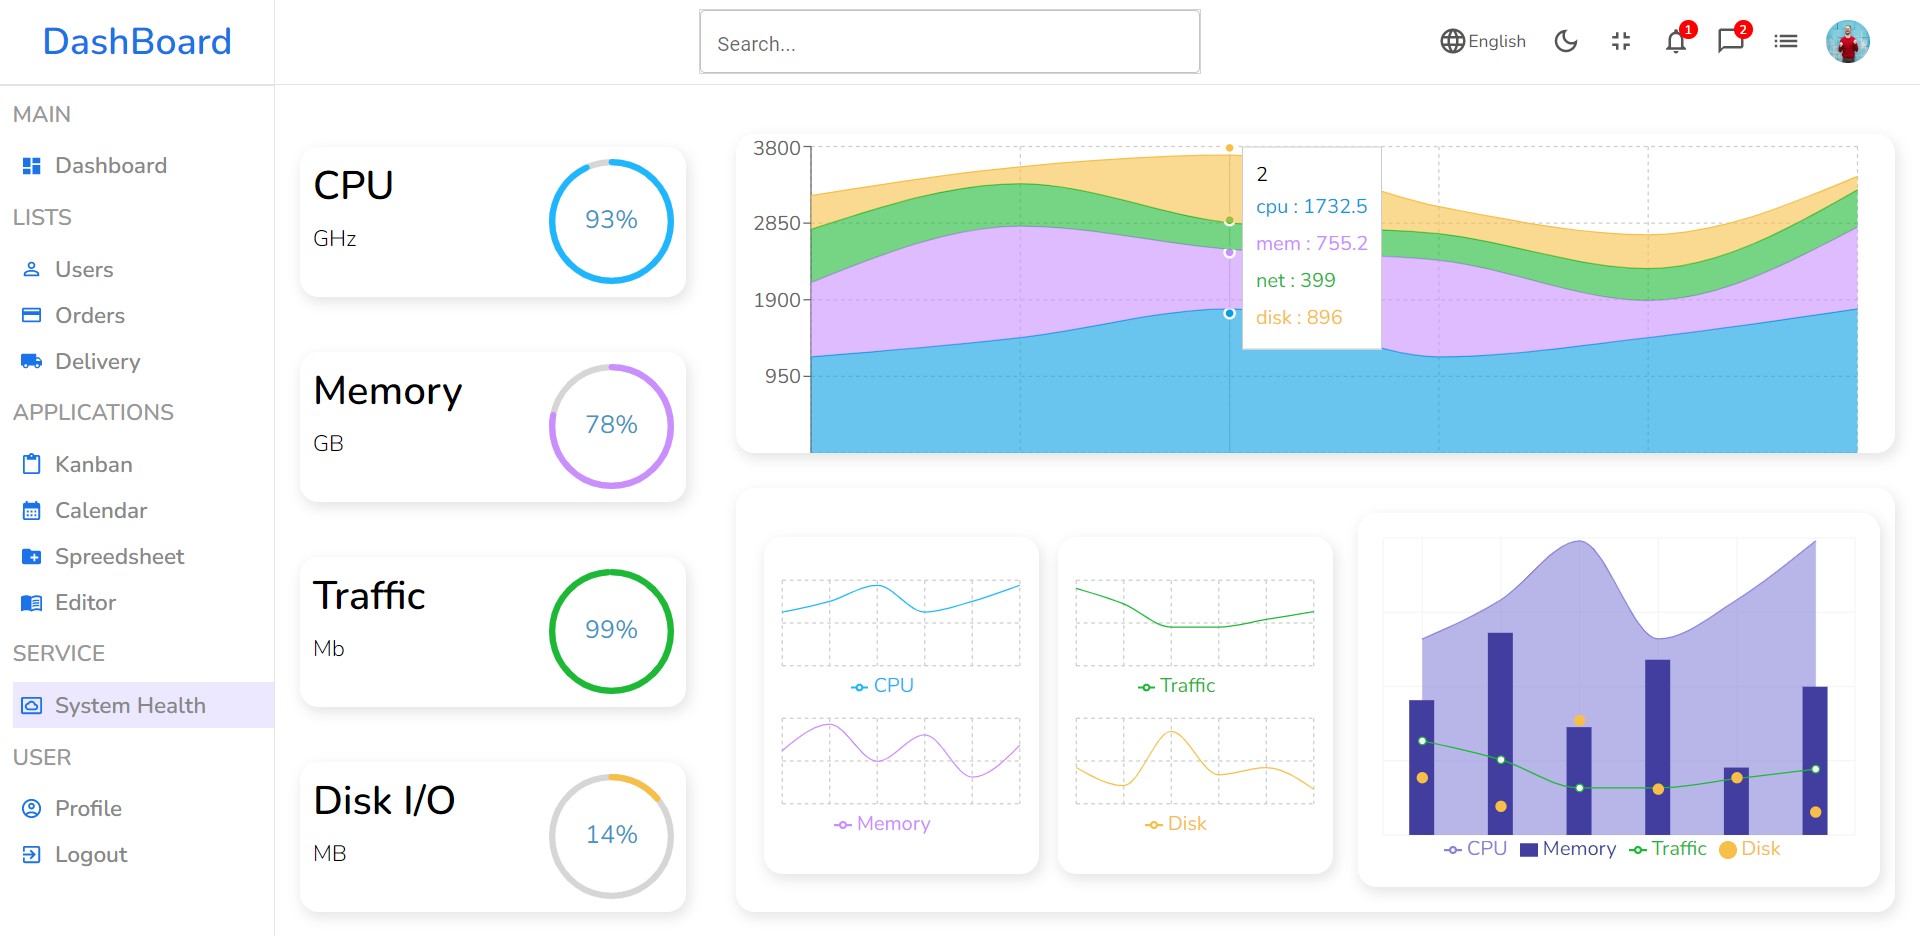 DashBoard
Search...
English
1
2
MAIN
Dashboard
LISTS
Users
Orders
Delivery
APPLICATIONS
Kanban
Calendar
Spreedsheet
Editor
SERVICE
System Health
USER
Profile
Logout
CPU
GHz
93%
Memory
GB
78%
Traffic
Mb
99%
Disk I/O
MB
14%
3800
2850
1900
950
2
cpu : 1732.5
mem : 755.2
net : 399
disk : 896
CPU
Memory
Traffic
Disk
CPU Memory Traffic Disk